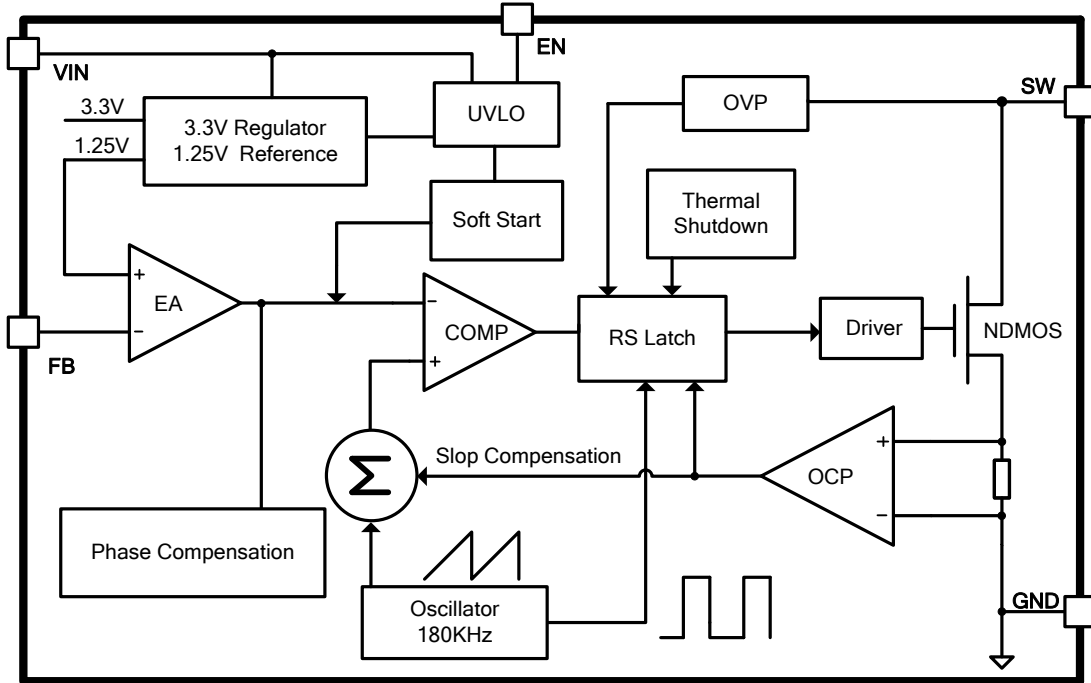 EN
VIN
SW
3.3V
1.25V
3.3V Regulator
1.25V Reference
UVLO
OVP
Soft Start
Thermal
Shutdown
+
EA
−
FB
−
COMP
+
RS Latch
Driver
NDMOS
Σ
Slop Compensation
+
OCP
−
Phase Compensation
Oscillator
180KHz
GND